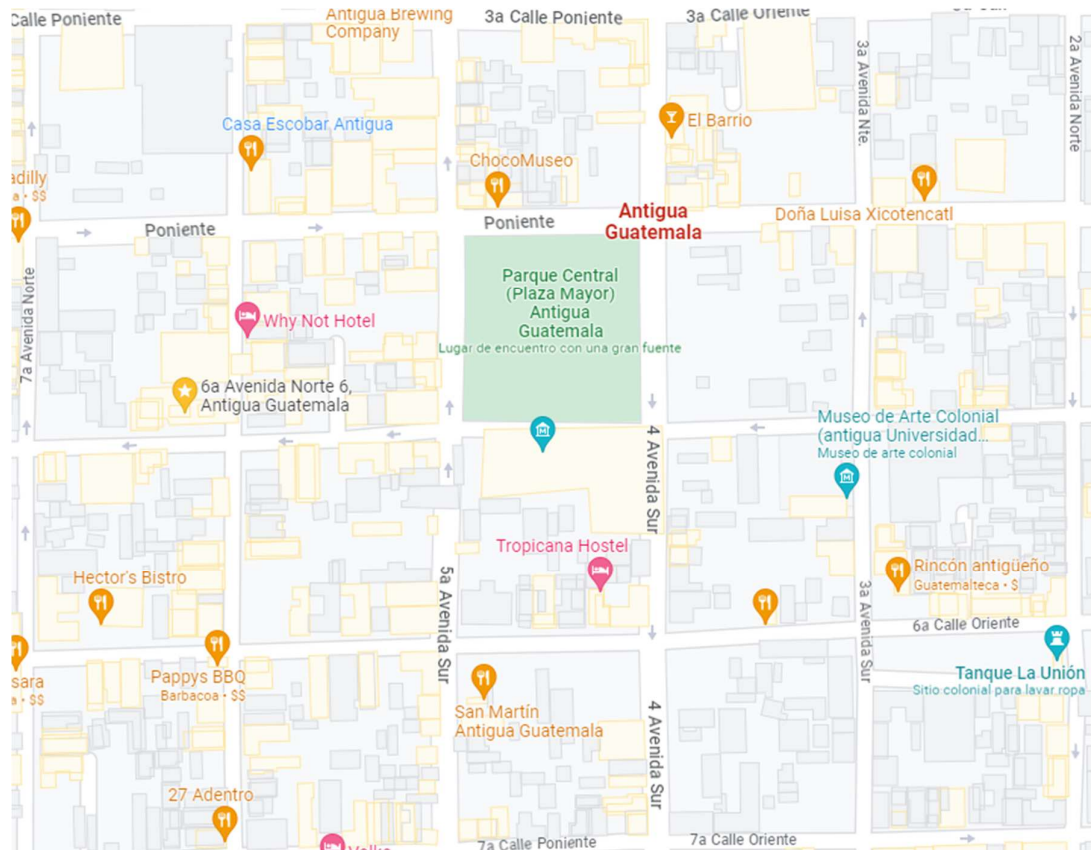 Calle Poniente
Antigua Brewing
Company
3a Calle Poniente
3a Calle Oriente
2a Avenida Norte
3a Avenida Nte.
Casa Escobar Antigua
El Barrio
ChocoMuseo
adilly
a • $$
Antigua
Guatemala
Doña Luisa Xicotencatl
Poniente
Poniente
7a Avenida Norte
Parque Central
(Plaza Mayor)
Antigua
Guatemala
Lugar de encuentro con una gran fuente
Why Not Hotel
6a Avenida Norte 6,
Antigua Guatemala
Museo de Arte Colonial
(antigua Universidad...
Museo de arte colonial
4 Avenida Sur
Tropicana Hostel
Hector's Bistro
5a Avenida Sur
Rincón antigüeño
Guatemalteca • $
3a Avenida Sur
6a Calle Oriente
sara
a • $$
Pappys BBQ
Barbacoa • $$
Tanque La Unión
Sitio colonial para lavar ropa
San Martín
Antigua Guatemala
4 Avenida Sur
27 Adentro
7a Calle Poniente
7a Calle Oriente